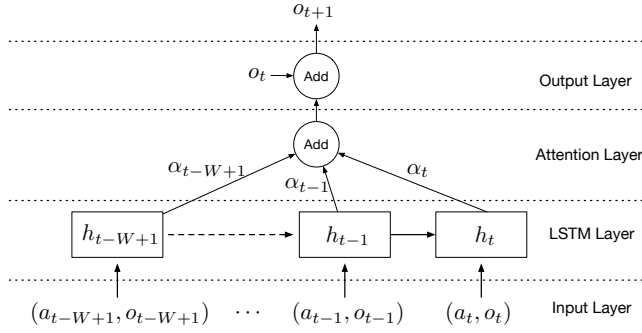 o_{t+1}
o_t Add Output Layer
Add Attention Layer
α_{t−W+1} α_{t−1} α_t
h_{t−W+1} h_{t−1} h_t LSTM Layer
(a_{t−W+1}, o_{t−W+1}) ··· (a_{t−1}, o_{t−1}) (a_t, o_t) Input Layer